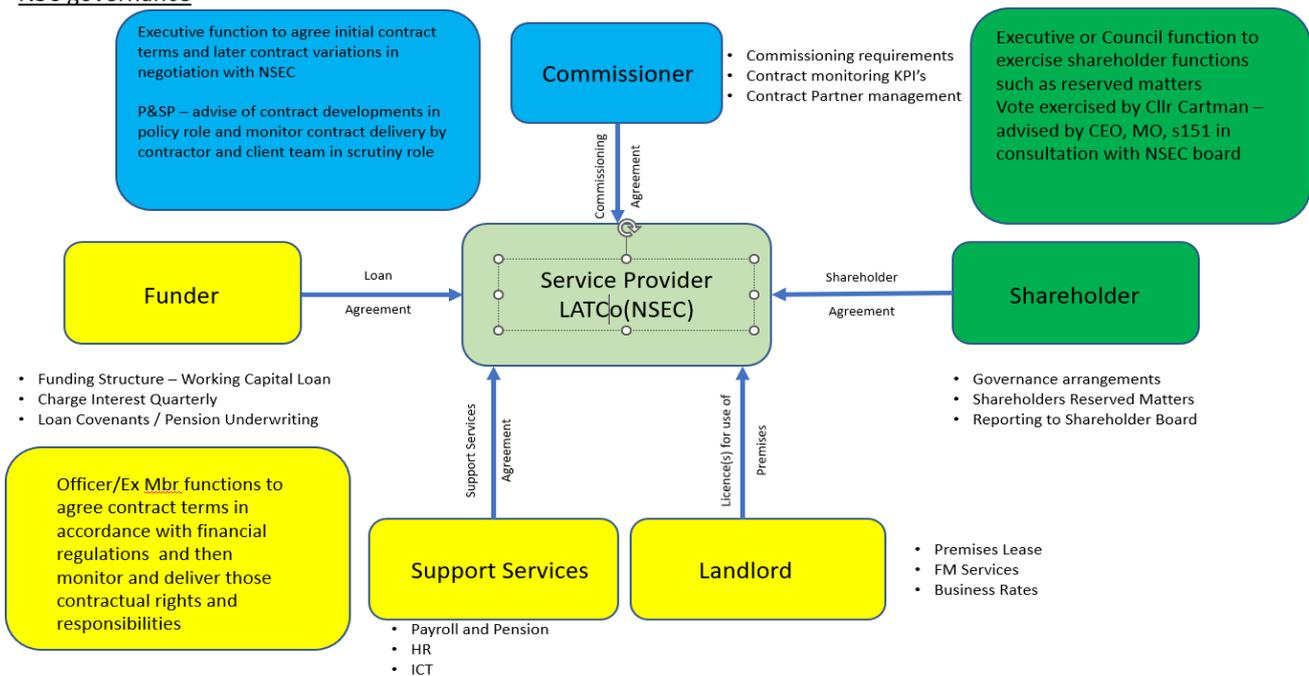 NSC governance
Executive function to agree initial contract
terms and later contract variations in
negotiation with NSEC
P&SP – advise of contract developments in
policy role and monitor contract delivery by
contractor and client team in scrutiny role
Commissioner
• Commissioning requirements
• Contract monitoring KPI's
• Contract Partner management
Executive or Council function to
exercise shareholder functions
such as reserved matters
Vote exercised by Cllr Cartman –
advised by CEO, MO, s151 in
consultation with NSEC board
Commissioning
Agreement
Funder
Loan
Agreement
Service Provider
LATCo(NSEC)
Shareholder
Agreement
Shareholder
• Funding Structure – Working Capital Loan
• Charge Interest Quarterly
• Loan Covenants / Pension Underwriting
• Governance arrangements
• Shareholders Reserved Matters
• Reporting to Shareholder Board
Support Services
Agreement
Licence(s) for use of
Premises
Officer/Ex Mbr functions to
agree contract terms in
accordance with financial
regulations and then
monitor and deliver those
contractual rights and
responsibilities
Support Services
Landlord
• Premises Lease
• FM Services
• Business Rates
• Payroll and Pension
• HR
• ICT